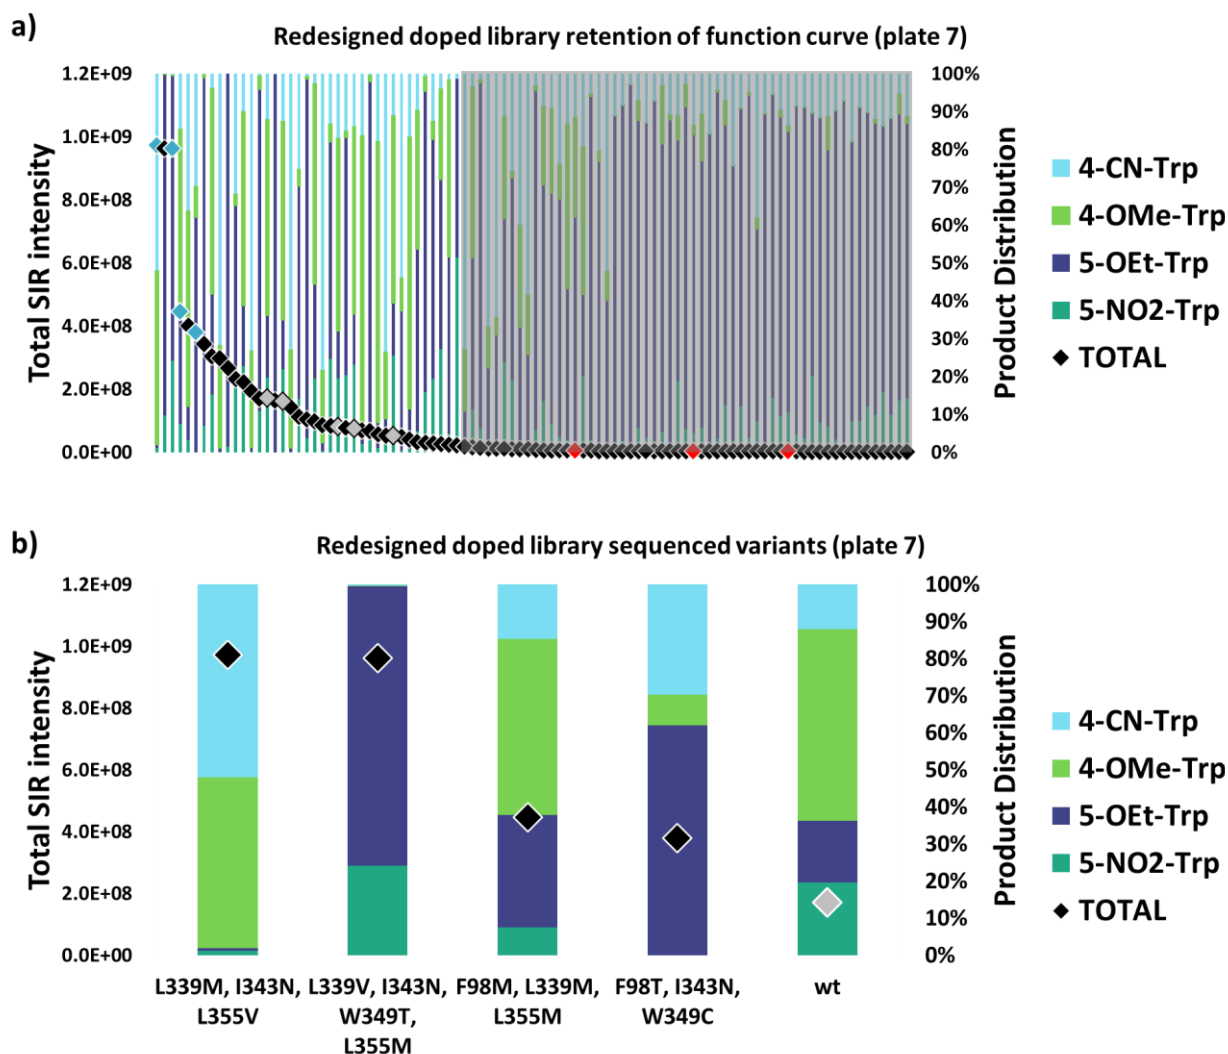 a)
Redesigned doped library retention of function curve (plate 7)
Total SIR intensity
1.2E+09
1.0E+09
8.0E+08
6.0E+08
4.0E+08
2.0E+08
0.0E+00
100%
90%
80%
70%
60%
50%
40%
30%
20%
10%
0%
Product Distribution
4-CN-Trp
4-OMe-Trp
5-OEt-Trp
5-NO2-Trp
TOTAL
b)
Redesigned doped library sequenced variants (plate 7)
Total SIR intensity
1.2E+09
1.0E+09
8.0E+08
6.0E+08
4.0E+08
2.0E+08
0.0E+00
100%
90%
80%
70%
60%
50%
40%
30%
20%
10%
0%
Product Distribution
4-CN-Trp
4-OMe-Trp
5-OEt-Trp
5-NO2-Trp
TOTAL
L339M, I343N,
L355V
L339V, I343N,
W349T,
L355M
F98M, L339M,
L355M
F98T, I343N,
W349C
wt